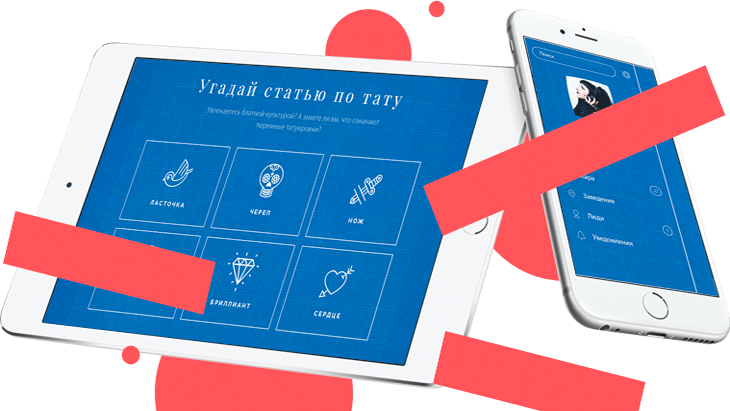 Угадай статью по тату
Увлекаетесь блатной культурой? А знаете ли вы, что означают
тюремные татуировки?
ЛАСТОЧКА
ЧЕРЕП
НОЖ
БРИЛЛИАНТ
СЕРДЦЕ
Поиск
Заведения
Люди
Уведомления